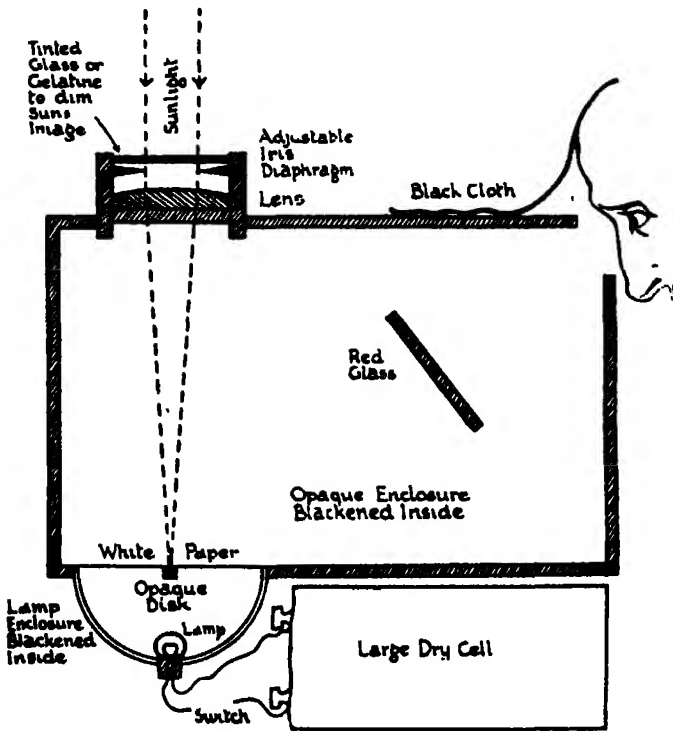 Tinted
Glass or
Gelatine
to dim
Suns
Image
Sunlight
Adjustable
Iris
Diaphragm
Lens
Black Cloth
Red
Glass
Opaque Enclosure
Blackened Inside
White Paper
Opaque
Disk
Lamp
Enclosure
Blackened
Inside
Lamp
Switch
Large Dry Cell